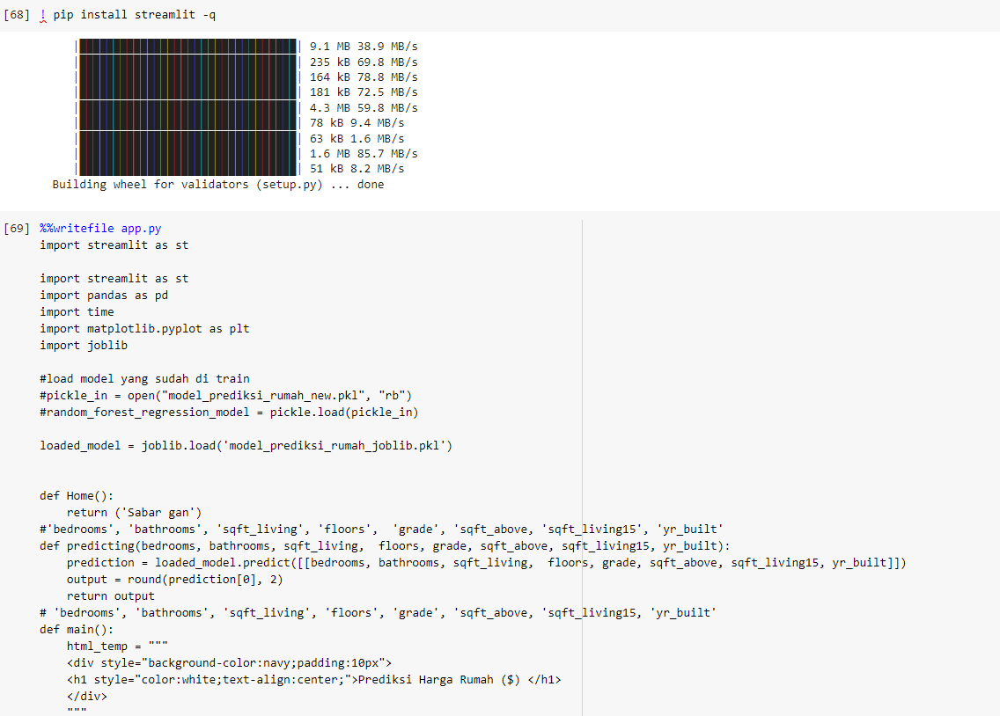 [68] ! pip install streamlit -q
| | 9.1 MB 38.9 MB/s
| | 235 kB 69.8 MB/s
| | 164 kB 78.8 MB/s
| | 181 kB 72.5 MB/s
| | 4.3 MB 59.8 MB/s
| | 78 kB 9.4 MB/s
| | 63 kB 1.6 MB/s
| | 1.6 MB 85.7 MB/s
| | 51 kB 8.2 MB/s
Building wheel for validators (setup.py) ... done
[69] %%writefile app.py
import streamlit as st

import streamlit as st
import pandas as pd
import time
import matplotlib.pyplot as plt
import joblib

#load model yang sudah di train
#pickle_in = open("model_prediksi_rumah_new.pkl", "rb")
#random_forest_regression_model = pickle.load(pickle_in)

loaded_model = joblib.load('model_prediksi_rumah_joblib.pkl')


def Home():
    return ('Sabar gan')
#'bedrooms', 'bathrooms', 'sqft_living', 'floors',  'grade', 'sqft_above, 'sqft_living15', 'yr_built'
def predicting(bedrooms, bathrooms, sqft_living,  floors, grade, sqft_above, sqft_living15, yr_built):
    prediction = loaded_model.predict([[bedrooms, bathrooms, sqft_living,  floors, grade, sqft_above, sqft_living15, yr_built]])
    output = round(prediction[0], 2)
    return output
# 'bedrooms', 'bathrooms', 'sqft_living', 'floors', 'grade', 'sqft_above, 'sqft_living15, 'yr_built'
def main():
    html_temp = """
    <div style="background-color:navy;padding:10px">
    <h1 style="color:white;text-align:center;">Prediksi Harga Rumah ($) </h1>
    </div>
    """